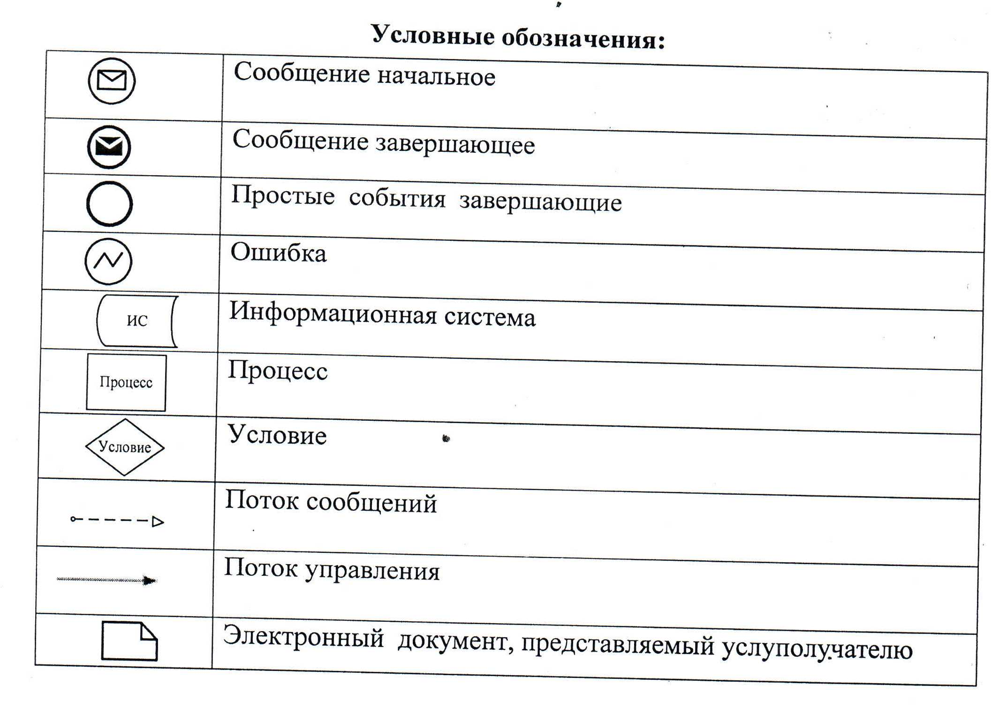 Условные обозначения:
Сообщение начальное
Сообщение завершающее
Простые события завершающие
Ошибка
ИС
Информационная система
Процесс
Процесс
Условие
Условие
Поток сообщений
Поток управления
Электронный документ, представляемый услуполучателю